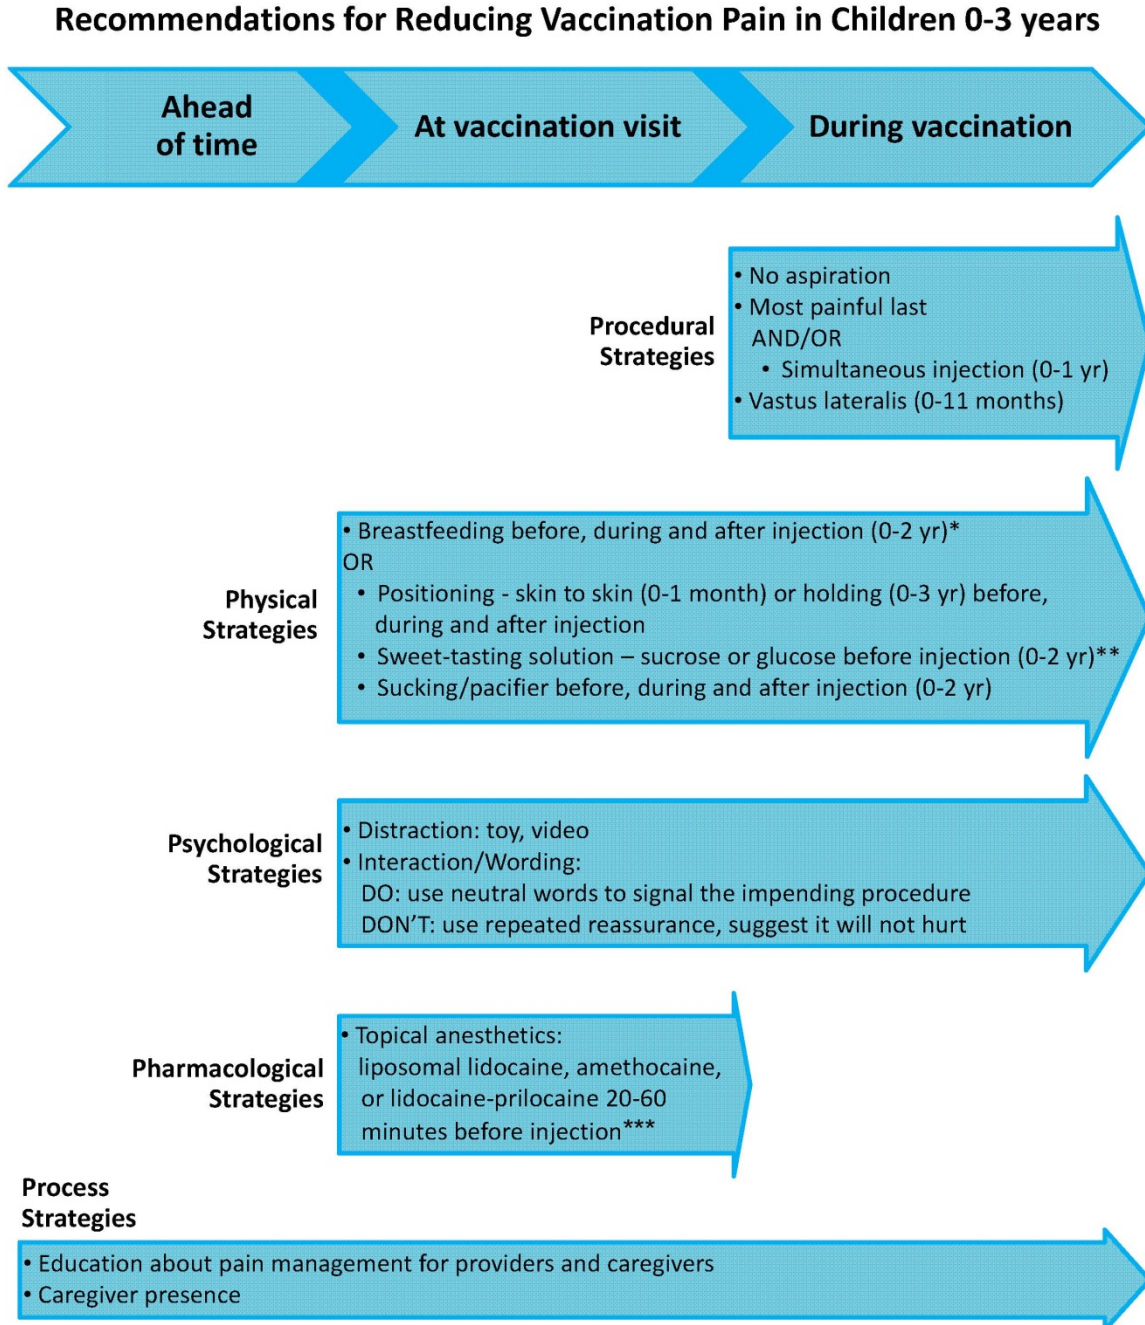 Recommendations for Reducing Vaccination Pain in Children 0-3 years
Ahead
of time
At vaccination visit
During vaccination
Procedural
Strategies
• No aspiration
• Most painful last
AND/OR
• Simultaneous injection (0-1 yr)
• Vastus lateralis (0-11 months)
Physical
Strategies
• Breastfeeding before, during and after injection (0-2 yr)*
OR
• Positioning - skin to skin (0-1 month) or holding (0-3 yr) before,
during and after injection
• Sweet-tasting solution – sucrose or glucose before injection (0-2 yr)**
• Sucking/pacifier before, during and after injection (0-2 yr)
Psychological
Strategies
• Distraction: toy, video
• Interaction/Wording:
DO: use neutral words to signal the impending procedure
DON’T: use repeated reassurance, suggest it will not hurt
Pharmacological
Strategies
• Topical anesthetics:
liposomal lidocaine, amethocaine,
or lidocaine-prilocaine 20-60
minutes before injection***
Process
Strategies
• Education about pain management for providers and caregivers
• Caregiver presence